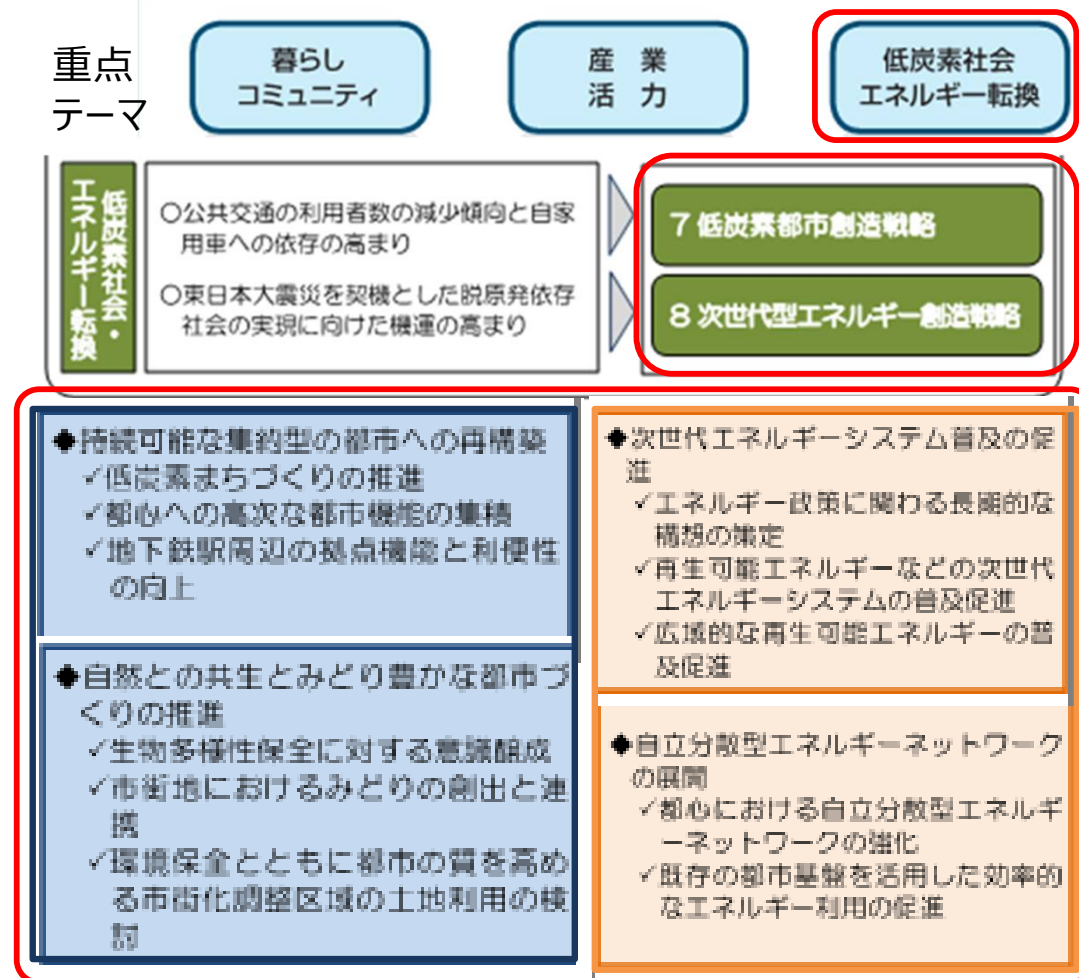 重点
テーマ
暮らし
コミュニティ
産 業
活 力
低炭素社会
エネルギー転換
低炭素社会・
エネルギー転換
○公共交通の利用者数の減少傾向と自家
用車への依存の高まり
○東日本大震災を契機とした脱原発依存
社会の実現に向けた機運の高まり
7 低炭素都市創造戦略
8 次世代型エネルギー創造戦略
◆持続可能な集約型の都市への再構築
✓低炭素まちづくりの推進
✓都心への高次な都市機能の集積
✓地下鉄駅周辺の拠点機能と利便性
の向上
◆自然との共生とみどり豊かな都市づ
くりの推進
✓生物多様性保全に対する意識醸成
✓市街地におけるみどりの創出と連
携
✓環境保全とともに都市の質を高め
る市街化調整区域の土地利用の検
討
◆次世代エネルギーシステム普及の促
進
✓エネルギー政策に関わる長期的な
構想の策定
✓再生可能エネルギーなどの次世代
エネルギーシステムの普及促進
✓広域的な再生可能エネルギーの普
及促進
◆自立分散型エネルギーネットワーク
の展開
✓都心における自立分散型エネルギ
ーネットワークの強化
✓既存の都市基盤を活用した効率的
なエネルギー利用の促進